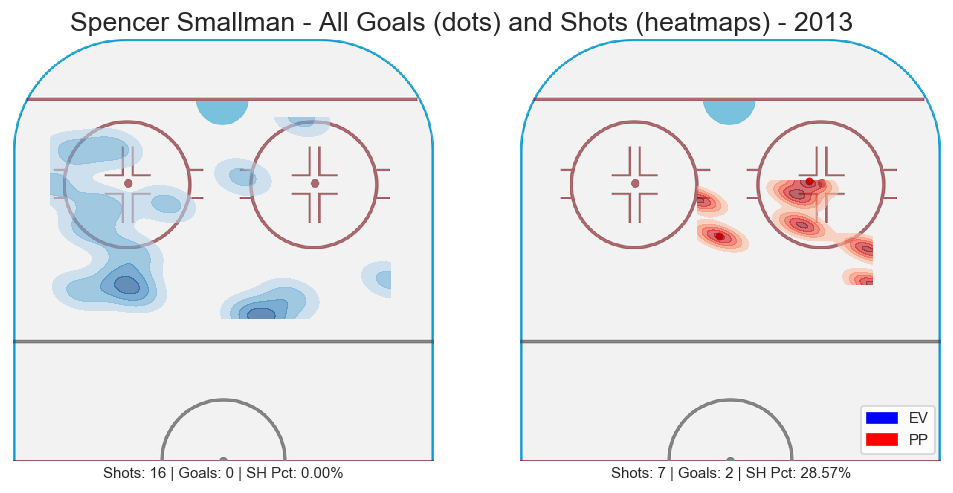 Spencer Smallman - All Goals (dots) and Shots (heatmaps) - 2013
EV
PP
Shots: 16 | Goals: 0 | SH Pct: 0.00%
Shots: 7 | Goals: 2 | SH Pct: 28.57%